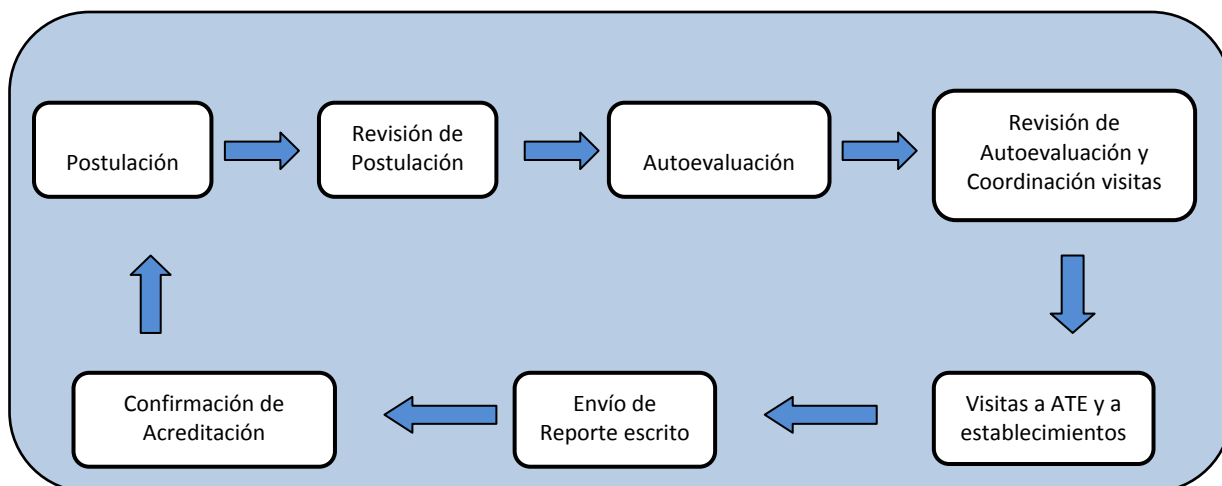 Postulación
Revisión de
Postulación
Autoevaluación
Revisión de
Autoevaluación y
Coordinación visitas
Visitas a ATE y a
establecimientos
Envío de
Reporte escrito
Confirmación de
Acreditación